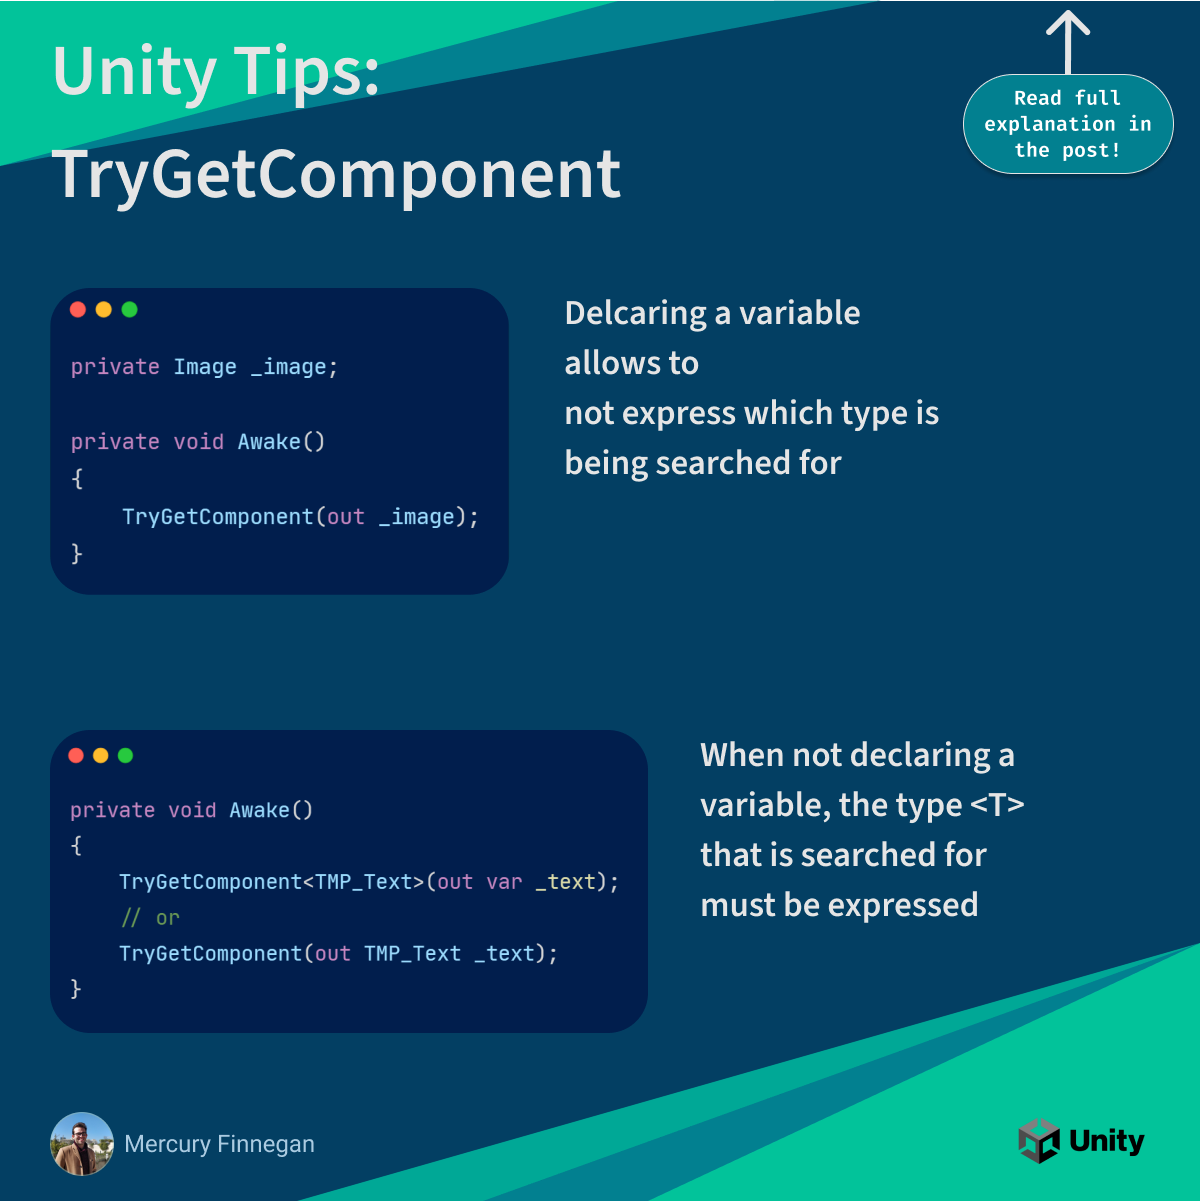 Unity Tips:
TryGetComponent
Read full
explanation in
the post!
private Image _image;
private void Awake()
{
    TryGetComponent(out _image);
}
Delcaring a variable
allows to
not express which type is
being searched for
private void Awake()
{
    TryGetComponent<TMP_Text>(out var _text);
    // or
    TryGetComponent(out TMP_Text _text);
}
When not declaring a
variable, the type <T>
that is searched for
must be expressed
Mercury Finnegan
Unity